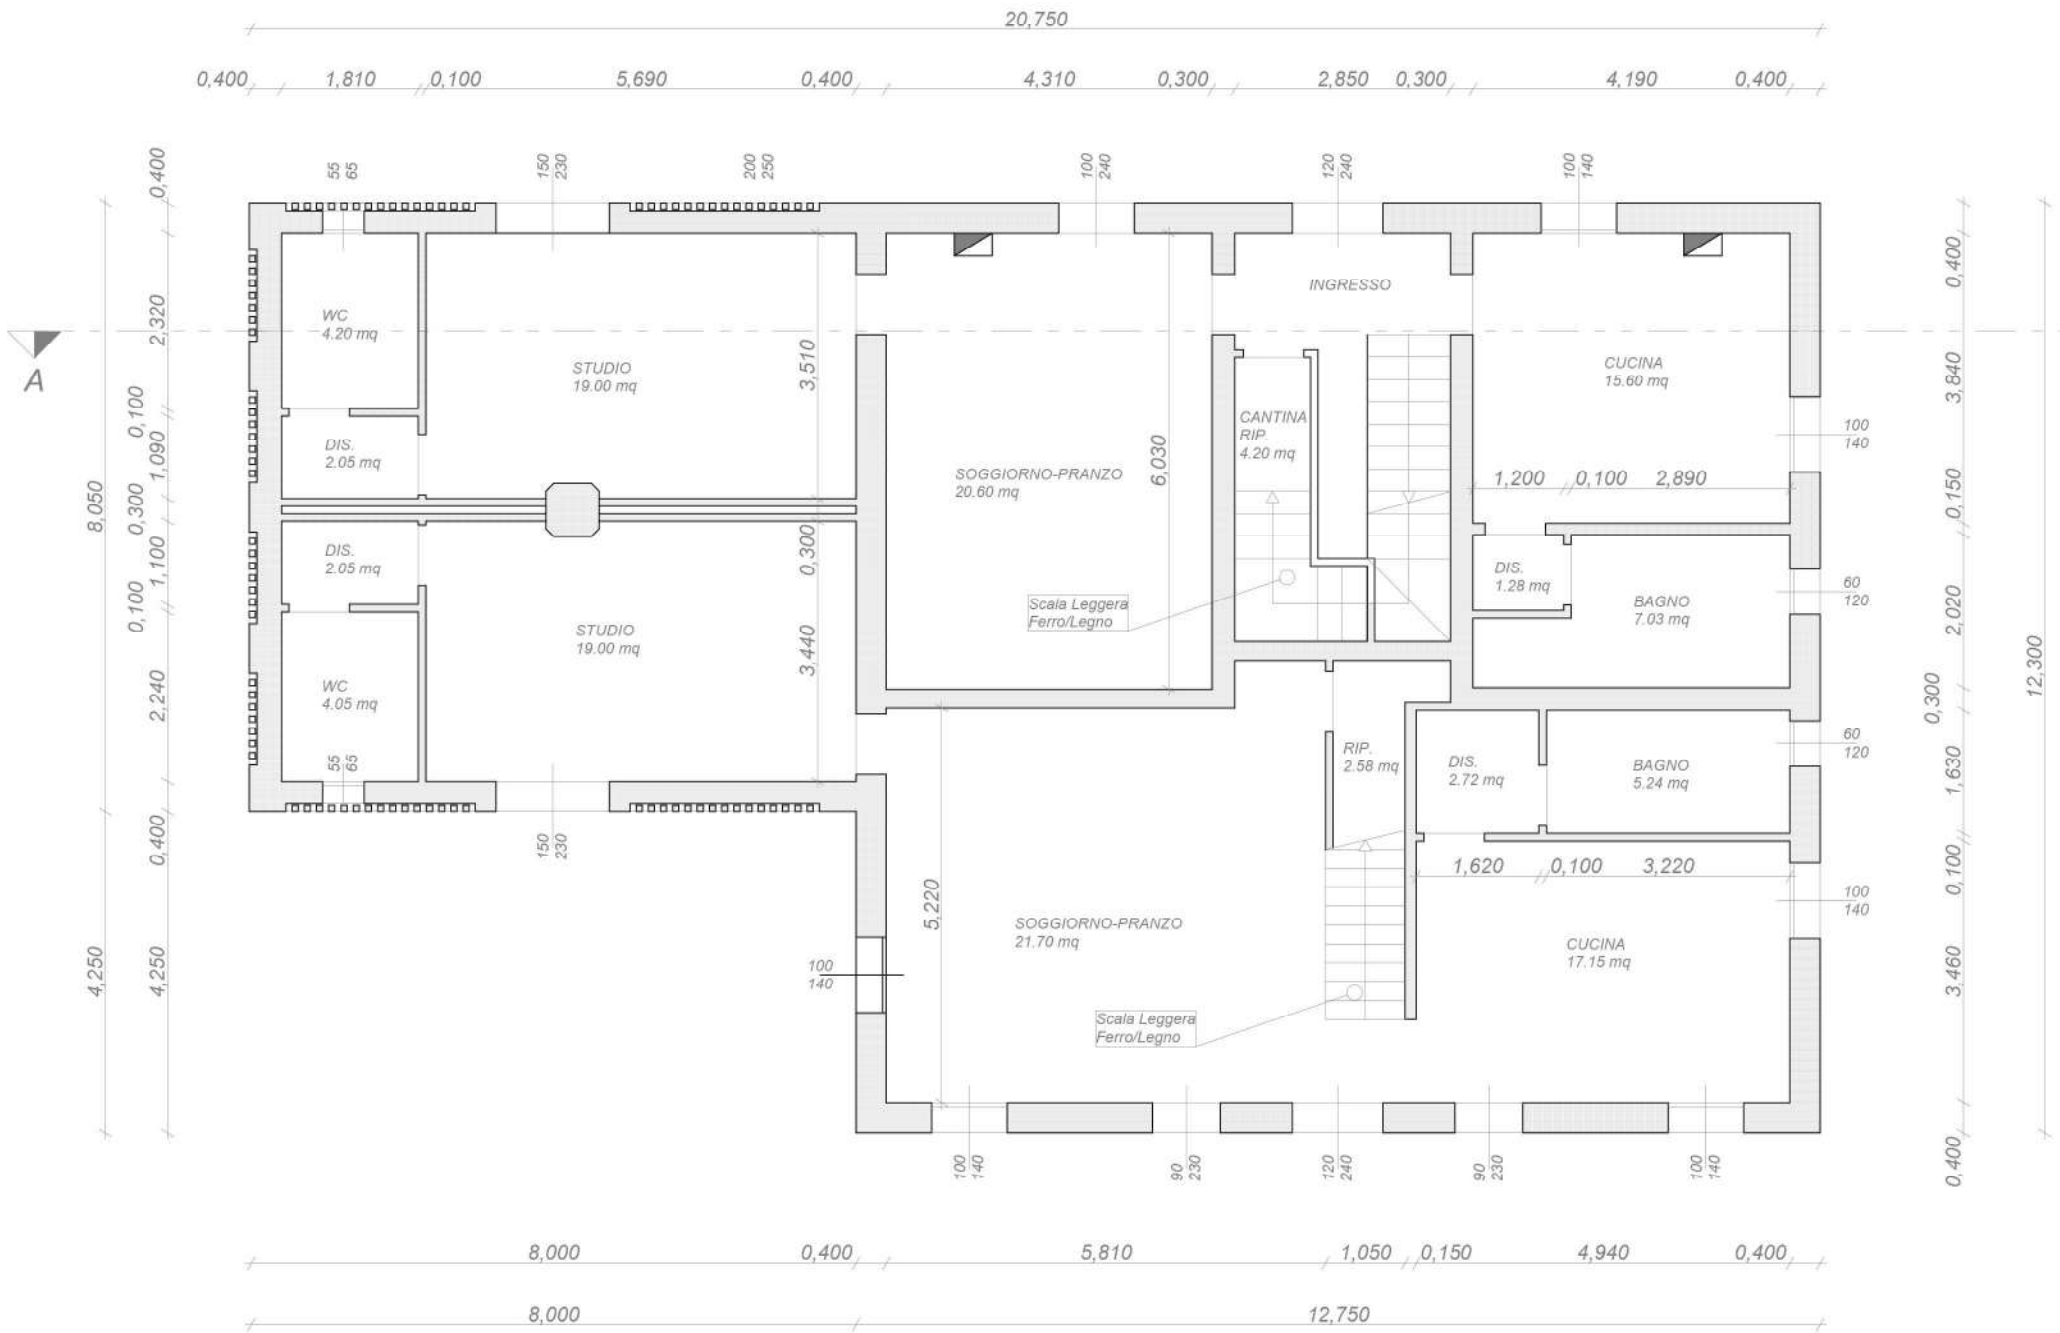 20,750
0,400 1,810 0,100 5,690 0,400 4,310 0,300 2,850 0,300 4,190 0,400
55
65
150
230
200
250
100
240
120
240
100
140
0,400
2,320
0,100
1,090
0,300
1,100
0,100
2,240
0,400
4,250
8,050
4,250
A
WC
4.20 mq
STUDIO
19.00 mq
3,510
DIS.
2.05 mq
DIS.
2.05 mq
0,300
STUDIO
19.00 mq
3,440
WC
4.05 mq
55
65
150
230
INGRESSO
SOGGIORNO-PRANZO
20.60 mq
6,030
CANTINA
RIP.
4.20 mq
Scala Leggera
Ferro/Legno
CUCINA
15.60 mq
100
140
1,200 0,100 2,890
DIS.
1.28 mq
BAGNO
7.03 mq
60
120
RIP.
2.58 mq
DIS.
2.72 mq
BAGNO
5.24 mq
60
120
1,620 0,100 3,220
100
140
5,220
SOGGIORNO-PRANZO
21.70 mq
CUCINA
17.15 mq
100
140
Scala Leggera
Ferro/Legno
0,400
3,840
0,150
2,020
0,300
1,630
0,100
3,460
0,400
12,300
100
140
90
230
120
240
90
230
100
140
8,000 0,400 5,810 1,050 0,150 4,940 0,400
8,000 12,750